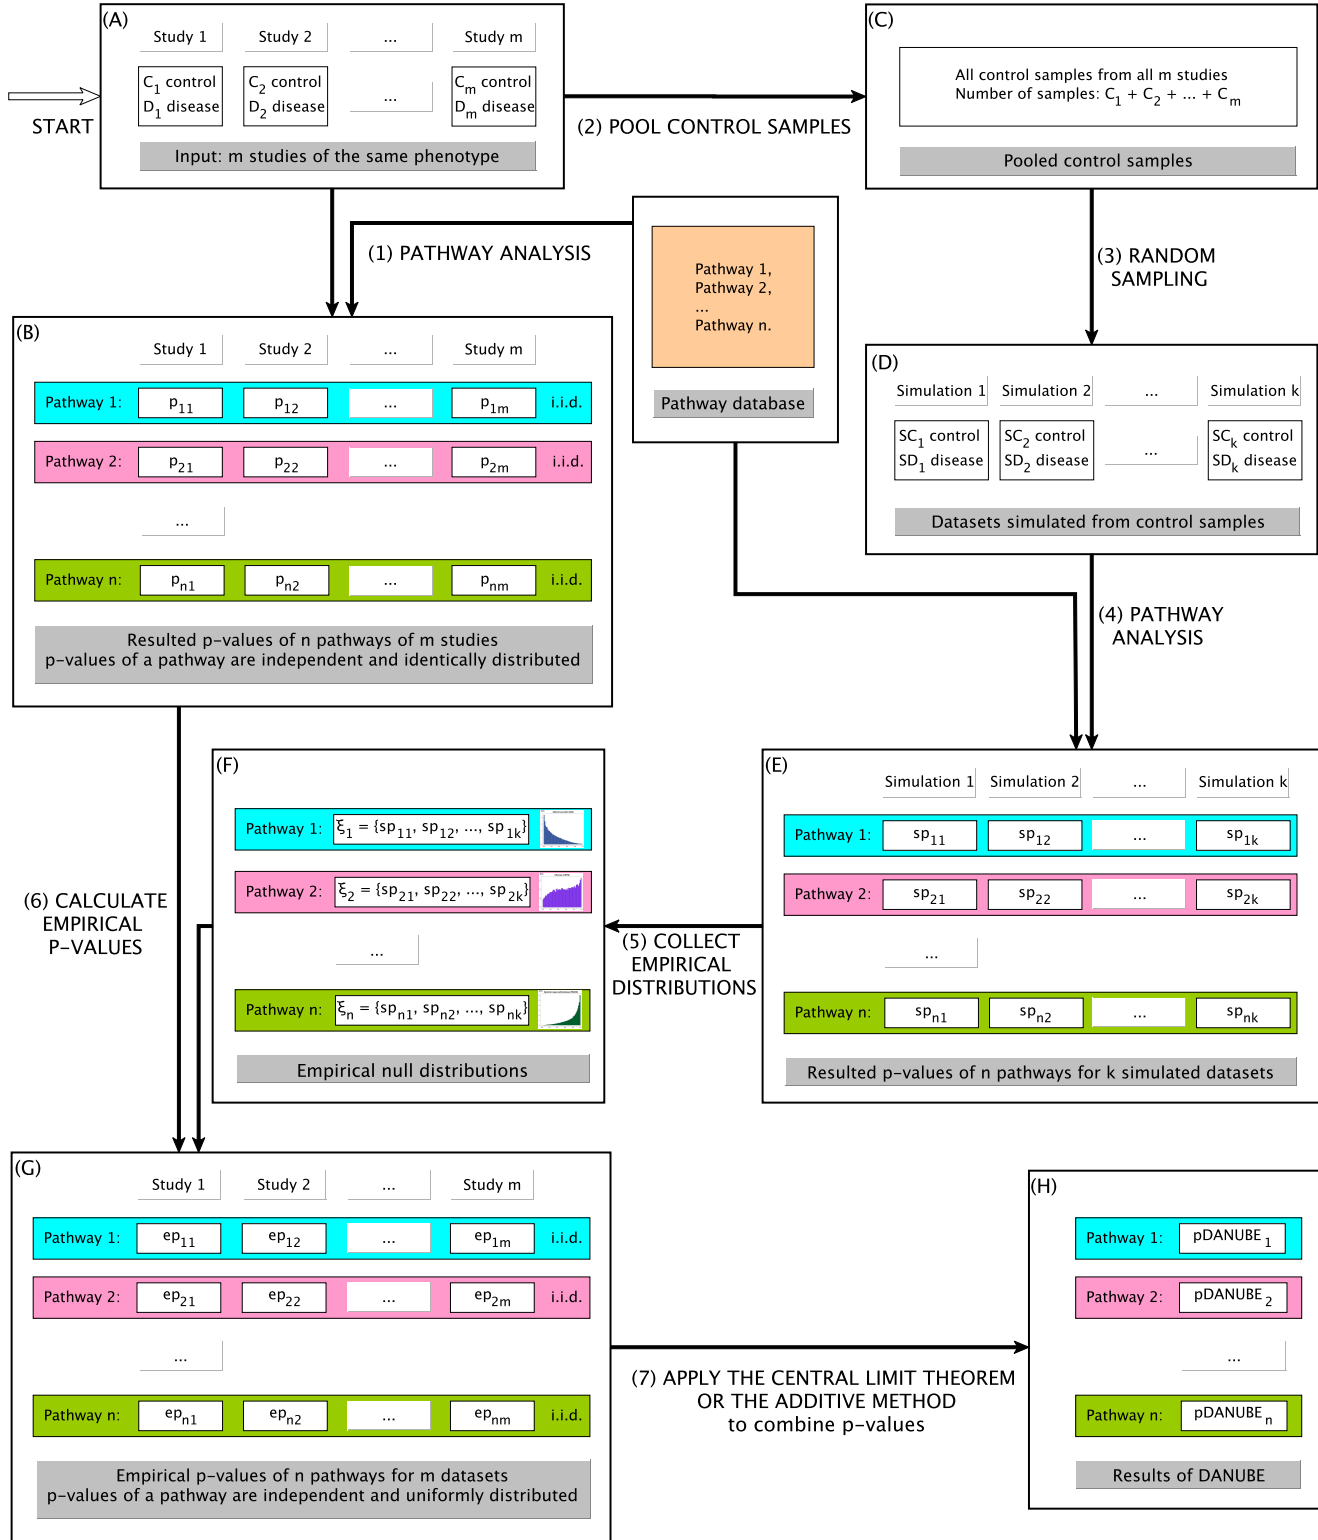 (A)
Study 1 Study 2 ... Study m
C1 control C2 control Cm control
D1 disease D2 disease ... Dm disease
Input: m studies of the same phenotype
START
(2) POOL CONTROL SAMPLES
(C)
All control samples from all m studies
Number of samples: C1 + C2 + ... + Cm
Pooled control samples
(1) PATHWAY ANALYSIS
Pathway 1,
Pathway 2,
...
Pathway n.
Pathway database
(3) RANDOM
SAMPLING
(B)
Study 1 Study 2 ... Study m
Pathway 1: p11 p12 ... p1m i.i.d.
Pathway 2: p21 p22 ... p2m i.i.d.
...
Pathway n: pn1 pn2 ... pnm i.i.d.
Resulted p-values of n pathways of m studies
p-values of a pathway are independent and identically distributed
(D)
Simulation 1 Simulation 2 ... Simulation k
SC1 control SC2 control SCk control
SD1 disease SD2 disease ... SDk disease
Datasets simulated from control samples
(4) PATHWAY
ANALYSIS
(E)
Simulation 1 Simulation 2 ... Simulation k
Pathway 1: sp11 sp12 ... sp1k
Pathway 2: sp21 sp22 ... sp2k
...
Pathway n: spn1 spn2 ... spnk
Resulted p-values of n pathways for k simulated datasets
(5) COLLECT
EMPIRICAL
DISTRIBUTIONS
(F)
Pathway 1: ξ1 = {sp11, sp12, ..., sp1k}
Pathway 2: ξ2 = {sp21, sp22, ..., sp2k}
...
Pathway n: ξn = {spn1, spn2, ..., spnk}
Empirical null distributions
(6) CALCULATE
EMPIRICAL
P-VALUES
(G)
Study 1 Study 2 ... Study m
Pathway 1: ep11 ep12 ... ep1m i.i.d.
Pathway 2: ep21 ep22 ... ep2m i.i.d.
...
Pathway n: epn1 epn2 ... epnm i.i.d.
Empirical p-values of n pathways for m datasets
p-values of a pathway are independent and uniformly distributed
(7) APPLY THE CENTRAL LIMIT THEOREM
OR THE ADDITIVE METHOD
to combine p-values
(H)
Pathway 1: pDANUBE1
Pathway 2: pDANUBE2
...
Pathway n: pDANUBEn
Results of DANUBE